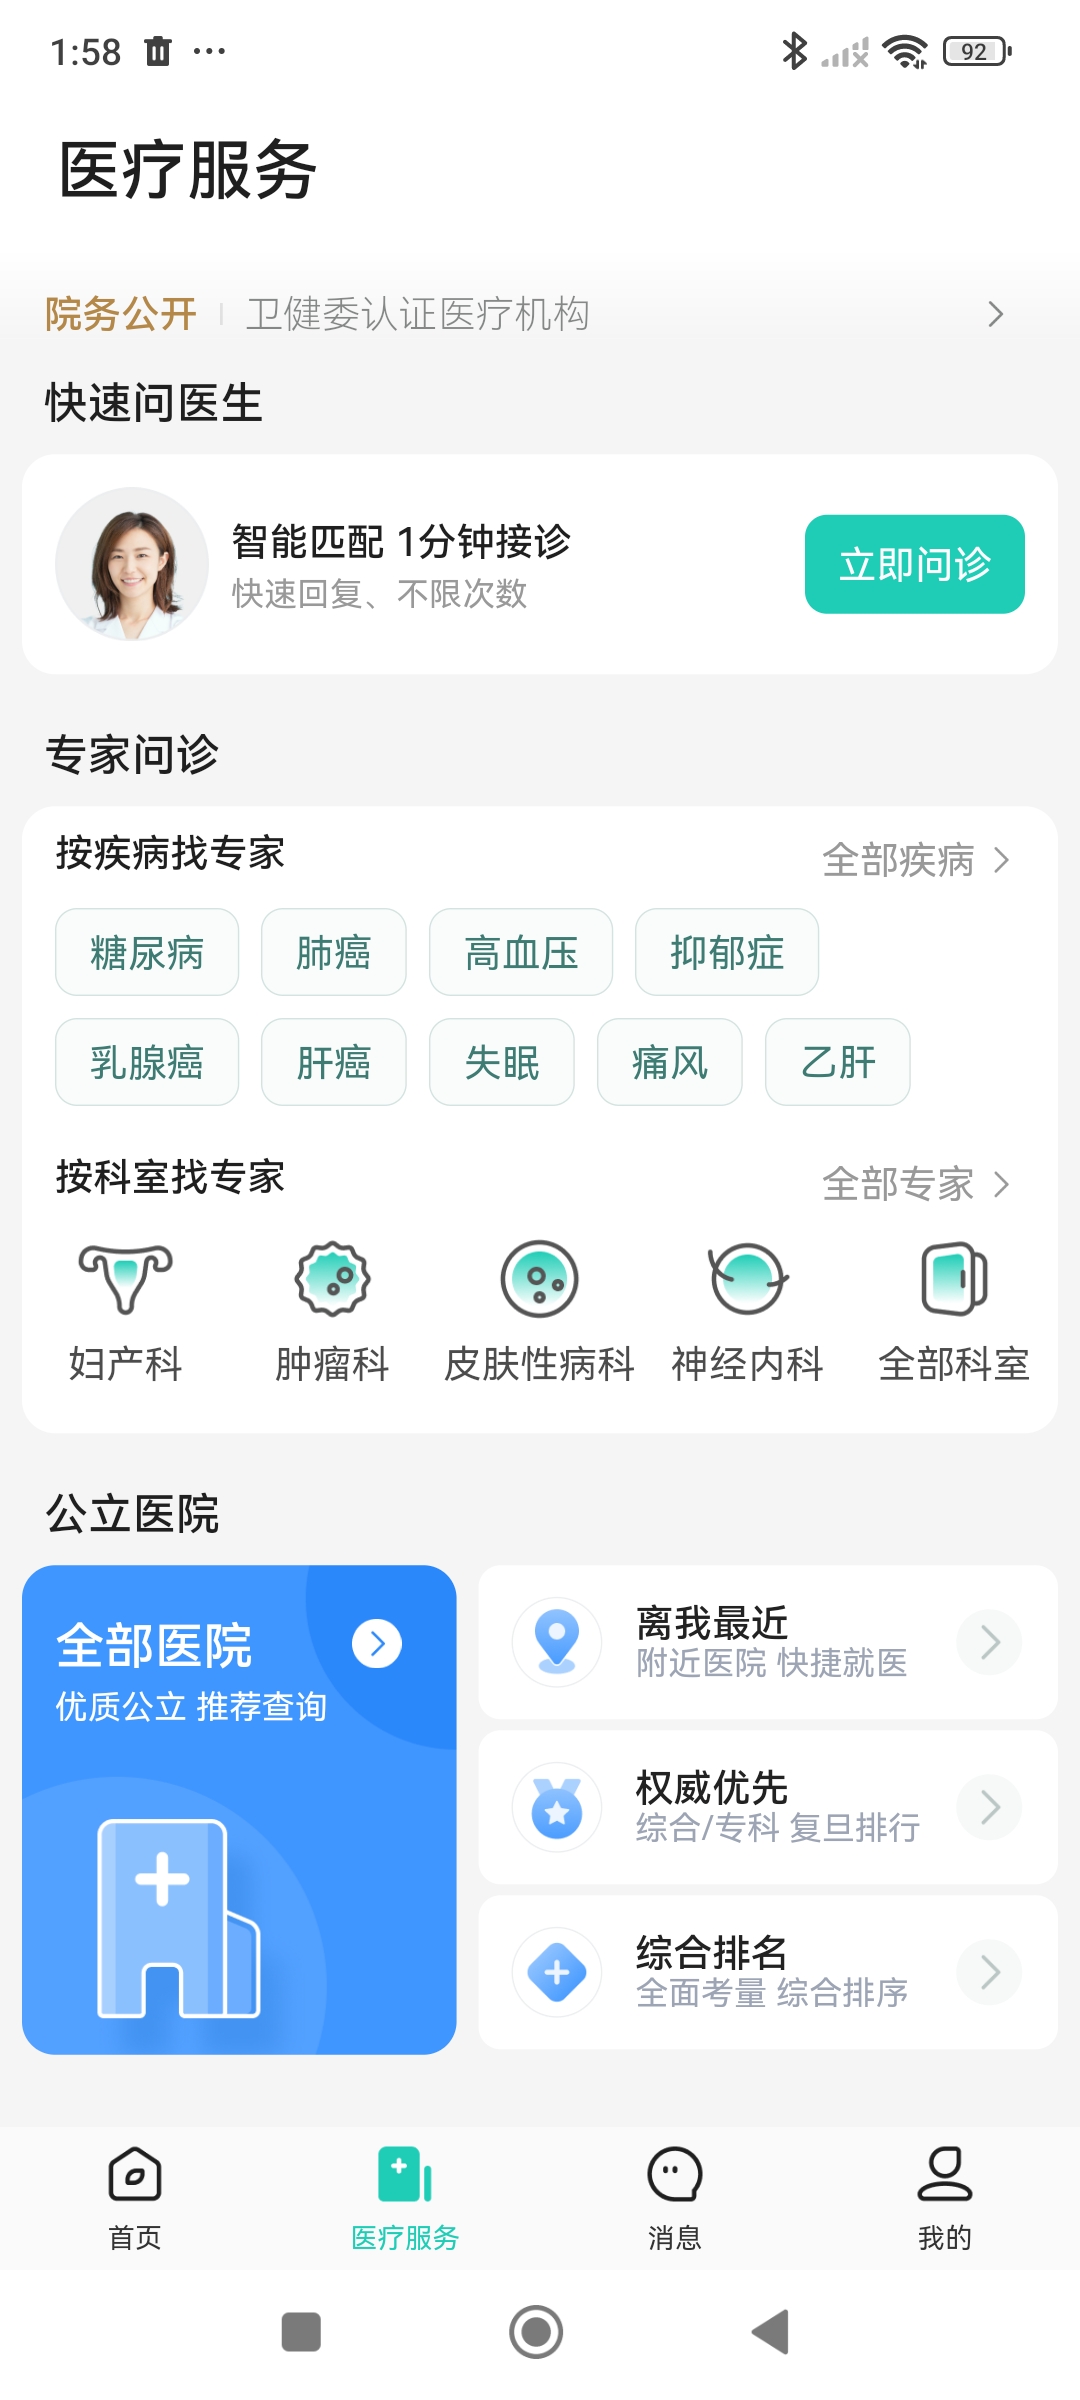 1:58
92
医疗服务
院务公开 卫健委认证医疗机构
快速问医生
智能匹配 1分钟接诊
快速回复、不限次数
立即问诊
专家问诊
按疾病找专家
全部疾病
糖尿病 肺癌 高血压 抑郁症
乳腺癌 肝癌 失眠 痛风 乙肝
按科室找专家
全部专家
妇产科 肿瘤科 皮肤性病科 神经内科 全部科室
公立医院
全部医院
优质公立 推荐查询
离我最近
附近医院 快捷就医
权威优先
综合/专科 复旦排行
综合排名
全面考量 综合排序
首页 医疗服务 消息 我的